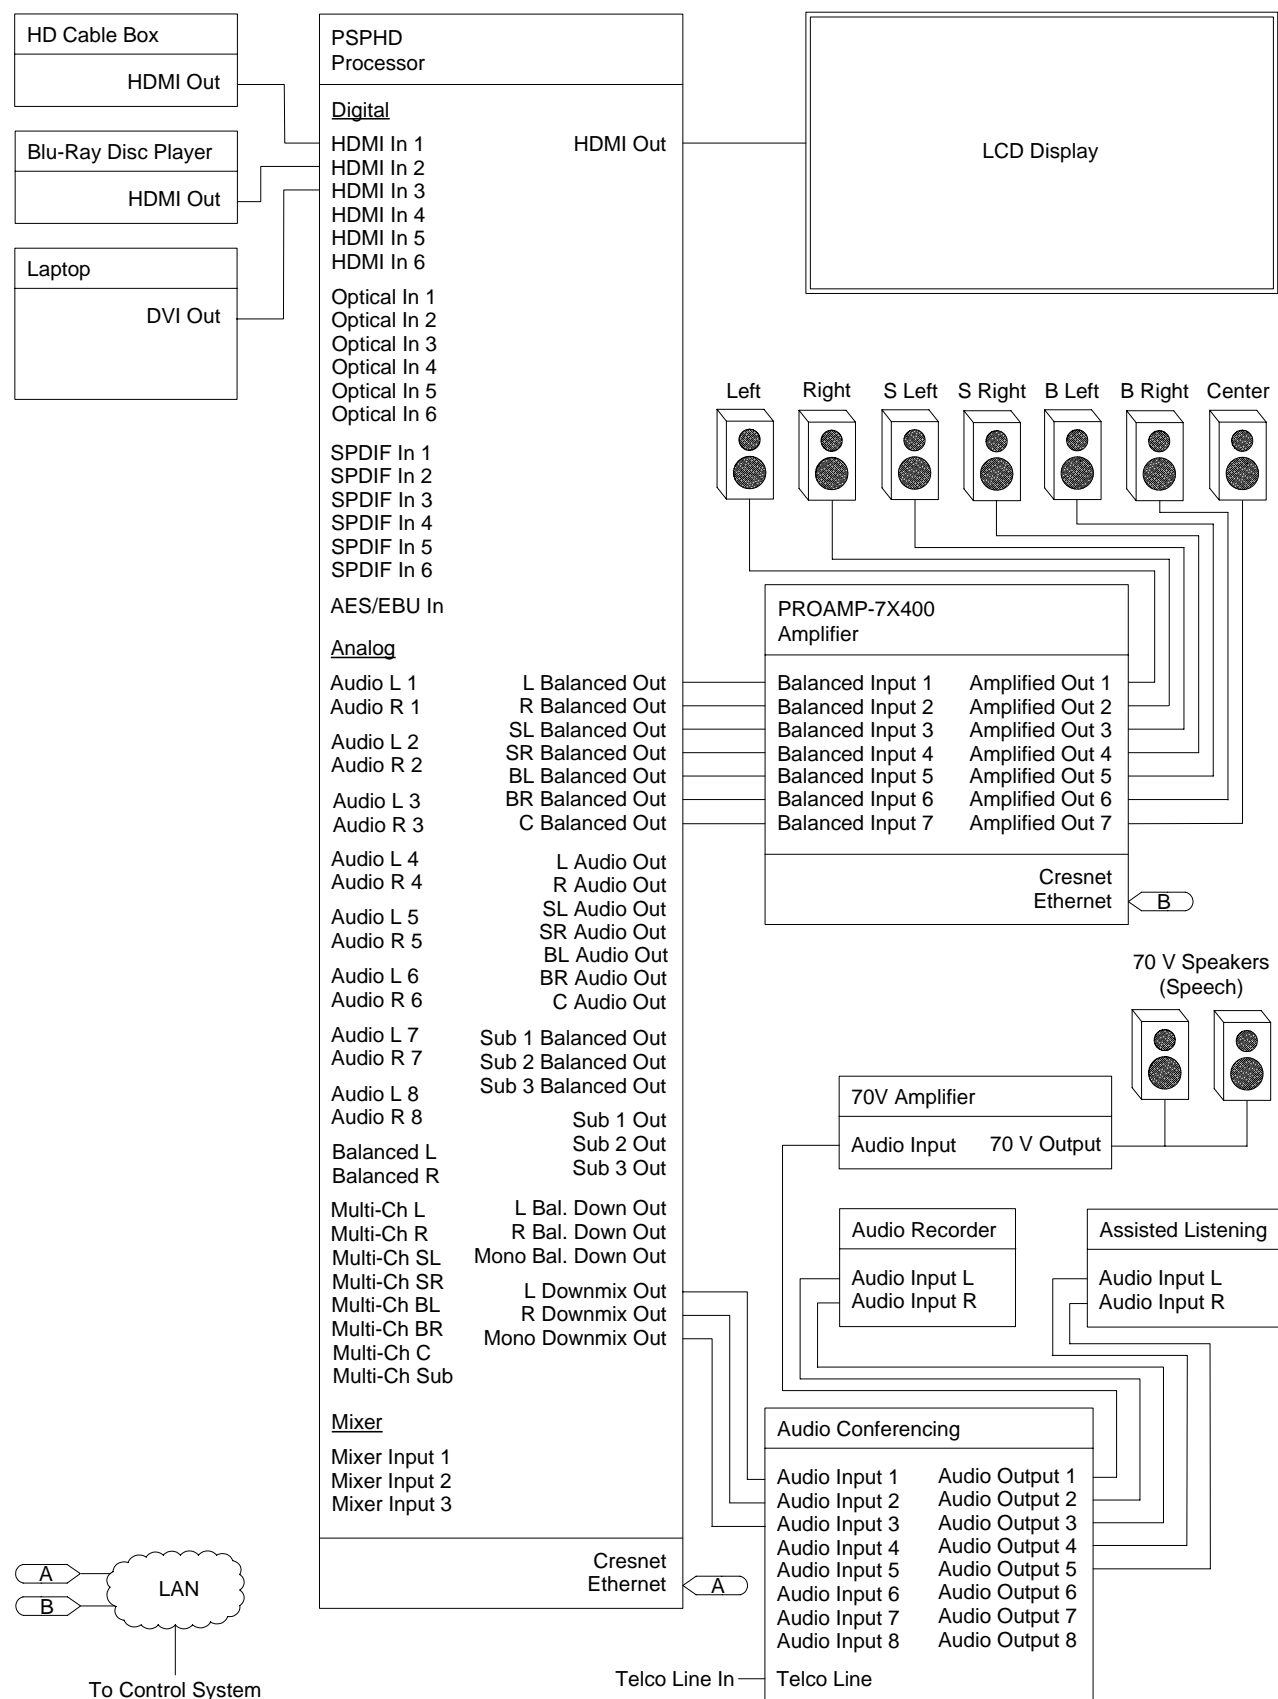 HD Cable Box
HDMI Out
Blu-Ray Disc Player
HDMI Out
Laptop
DVI Out
PSPHD
Processor
Digital
HDMI In 1
HDMI In 2
HDMI In 3
HDMI In 4
HDMI In 5
HDMI In 6
Optical In 1
Optical In 2
Optical In 3
Optical In 4
Optical In 5
Optical In 6
SPDIF In 1
SPDIF In 2
SPDIF In 3
SPDIF In 4
SPDIF In 5
SPDIF In 6
AES/EBU In
Analog
Audio L 1
Audio R 1
Audio L 2
Audio R 2
Audio L 3
Audio R 3
Audio L 4
Audio R 4
Audio L 5
Audio R 5
Audio L 6
Audio R 6
Audio L 7
Audio R 7
Audio L 8
Audio R 8
Balanced L
Balanced R
Multi-Ch L
Multi-Ch R
Multi-Ch SL
Multi-Ch SR
Multi-Ch BL
Multi-Ch BR
Multi-Ch C
Multi-Ch Sub
Mixer
Mixer Input 1
Mixer Input 2
Mixer Input 3
HDMI Out
L Balanced Out
R Balanced Out
SL Balanced Out
SR Balanced Out
BL Balanced Out
BR Balanced Out
C Balanced Out
L Audio Out
R Audio Out
SL Audio Out
SR Audio Out
BL Audio Out
BR Audio Out
C Audio Out
Sub 1 Balanced Out
Sub 2 Balanced Out
Sub 3 Balanced Out
Sub 1 Out
Sub 2 Out
Sub 3 Out
L Bal. Down Out
R Bal. Down Out
Mono Bal. Down Out
L Downmix Out
R Downmix Out
Mono Downmix Out
Cresnet
Ethernet
A
LCD Display
Left
Right
S Left
S Right
B Left
B Right
Center
PROAMP-7X400
Amplifier
Balanced Input 1
Balanced Input 2
Balanced Input 3
Balanced Input 4
Balanced Input 5
Balanced Input 6
Balanced Input 7
Amplified Out 1
Amplified Out 2
Amplified Out 3
Amplified Out 4
Amplified Out 5
Amplified Out 6
Amplified Out 7
Cresnet
Ethernet
B
70 V Speakers
(Speech)
70V Amplifier
Audio Input
70 V Output
Audio Recorder
Audio Input L
Audio Input R
Assisted Listening
Audio Input L
Audio Input R
Audio Conferencing
Audio Input 1
Audio Input 2
Audio Input 3
Audio Input 4
Audio Input 5
Audio Input 6
Audio Input 7
Audio Input 8
Audio Output 1
Audio Output 2
Audio Output 3
Audio Output 4
Audio Output 5
Audio Output 6
Audio Output 7
Audio Output 8
Telco Line In
Telco Line
A
B
LAN
To Control System